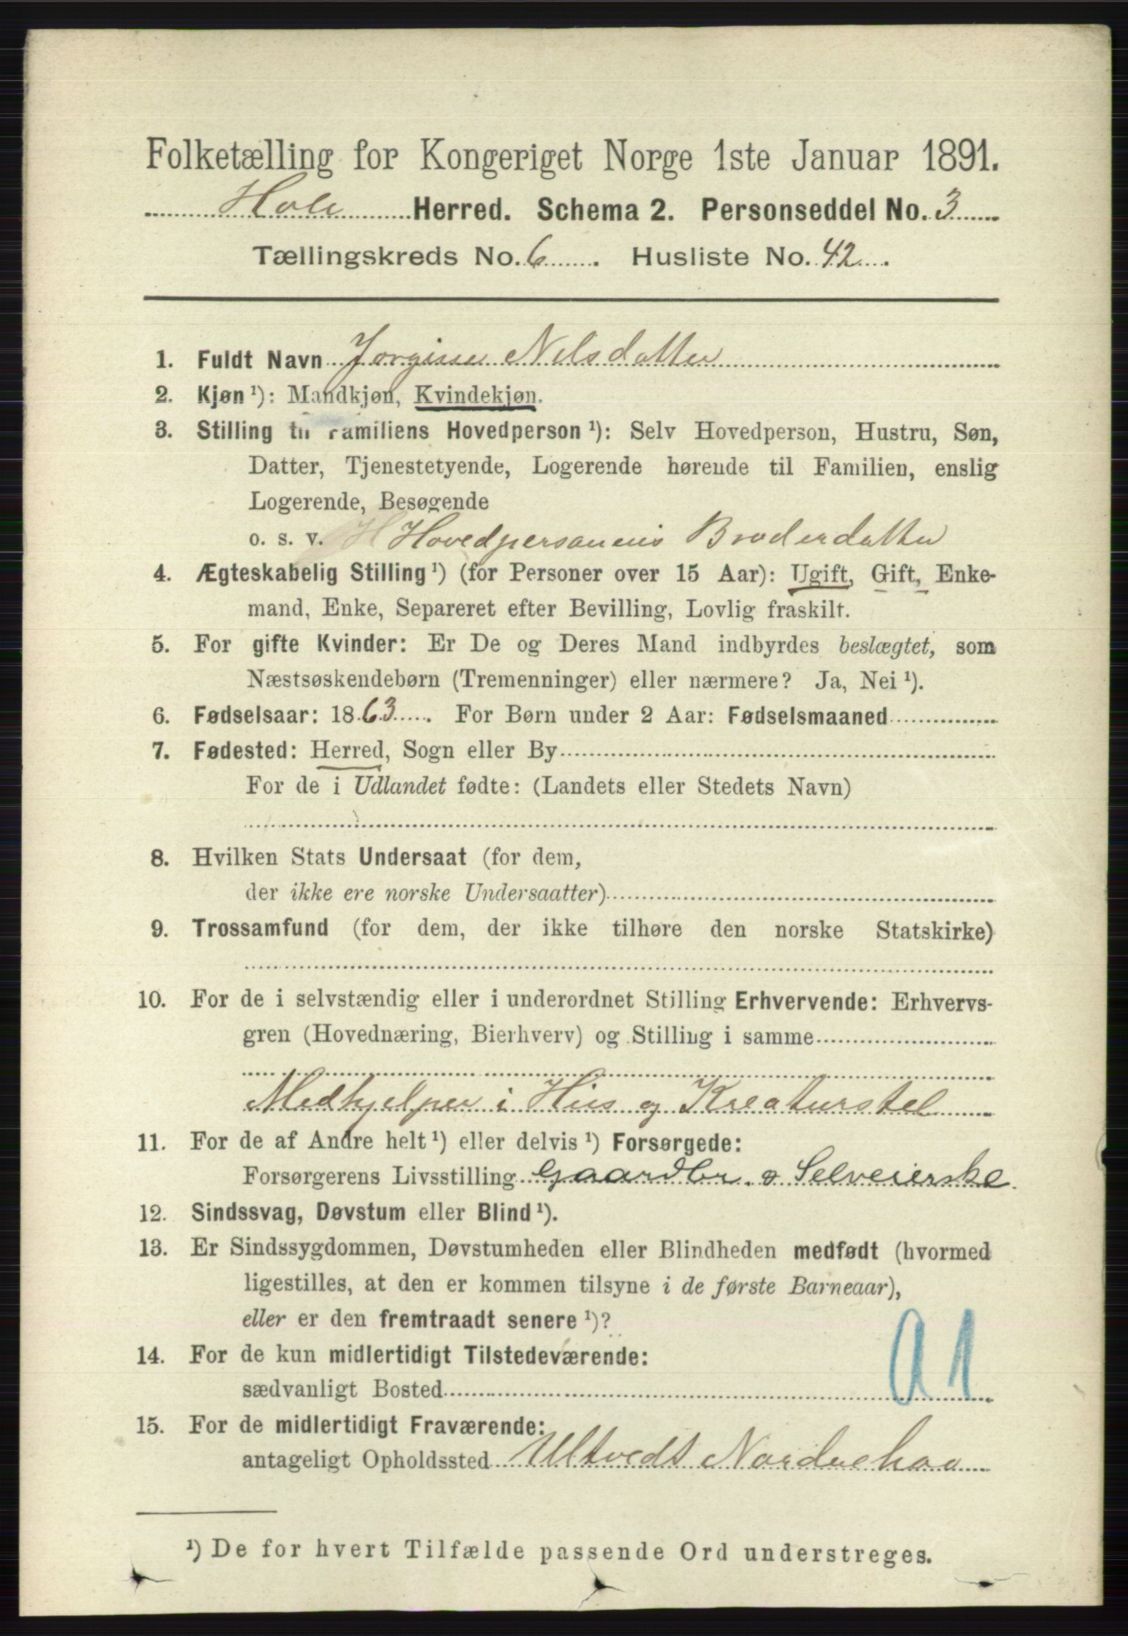 Folketælling for Kongeriget Norge 1ste Januar 1891.
Hole Herred. Schema 2. Personseddel No. 3
Tællingskreds No. 6. Husliste No. 42.
1. Fuldt Navn Jorgine Nilsdatter
2. Kjøn ¹): Mandkjøn, Kvindekjøn.
3. Stilling til Familiens Hovedperson ¹): Selv Hovedperson, Hustru, Søn,
Datter, Tjenestetyende, Logerende hørende til Familien, enslig
Logerende, Besøgende
o. s. v. H Hovedpersonens Broderdatter
4. Ægteskabelig Stilling ¹) (for Personer over 15 Aar): Ugift, Gift, Enke-
mand, Enke, Separeret efter Bevilling, Lovlig fraskilt.
5. For gifte Kvinder: Er De og Deres Mand indbyrdes beslægtet, som
Næstsøskendebørn (Tremenninger) eller nærmere? Ja, Nei ¹).
6. Fødselsaar: 1863. For Børn under 2 Aar: Fødselsmaaned
7. Fødested: Herred, Sogn eller By
For de i Udlandet fødte: (Landets eller Stedets Navn)
8. Hvilken Stats Undersaat (for dem,
der ikke ere norske Undersaatter)
9. Trossamfund (for dem, der ikke tilhøre den norske Statskirke)
10. For de i selvstændig eller i underordnet Stilling Erhvervende: Erhvervs-
gren (Hovednæring, Bierhverv) og Stilling i samme
Medhjelper i Hus og Kreaturstel
11. For de af Andre helt ¹) eller delvis ¹) Forsørgede:
Forsørgerens Livsstilling Gaardbr. & Selveierske.
12. Sindssvag, Døvstum eller Blind ¹).
13. Er Sindssygdommen, Døvstumheden eller Blindheden medfødt (hvormed
ligestilles, at den er kommen tilsyne i de første Barneaar),
eller er den fremtraadt senere ¹)?
14. For de kun midlertidigt Tilstedeværende:
sædvanligt Bosted
15. For de midlertidigt Fraværende:
antageligt Opholdssted Ultvedt Norderhov
¹) De for hvert Tilfælde passende Ord understreges.